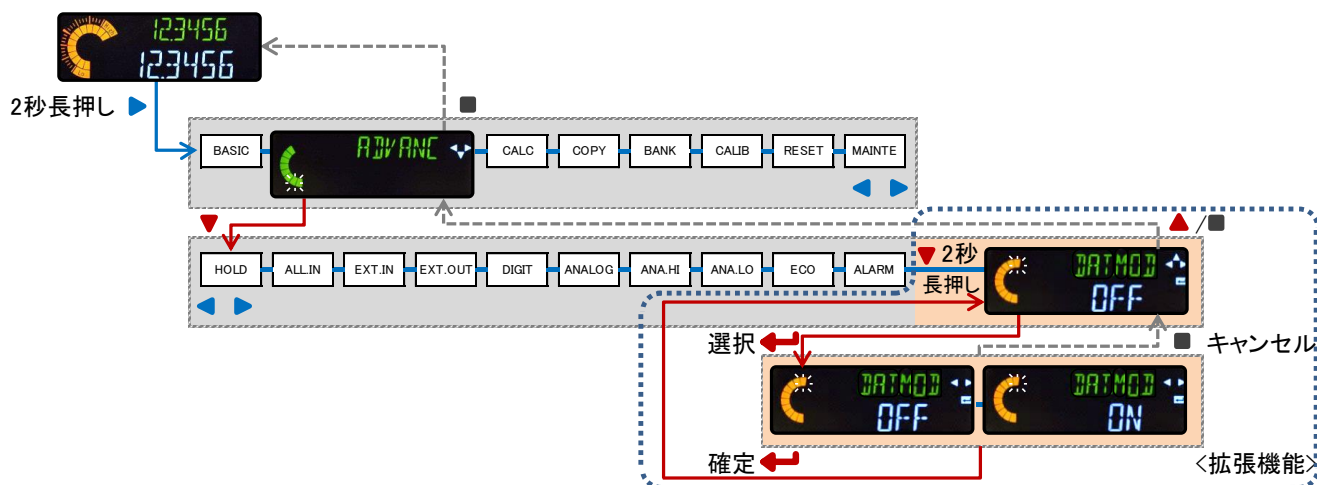 12.3456
12.3456
2秒長押し ▶
■
BASIC ADVANC CALC COPY BANK CALIB RESET MAINTE
◀ ▶
▼
▲/■
HOLD ALL.IN EXT.IN EXT.OUT DIGIT ANALOG ANA.HI ANA.LO ECO ALARM
▼2秒
長押し
DATMOD
OFF
◀ ▶
選択
■ キャンセル
DATMOD
OFF
DATMOD
ON
確定
<拡張機能>